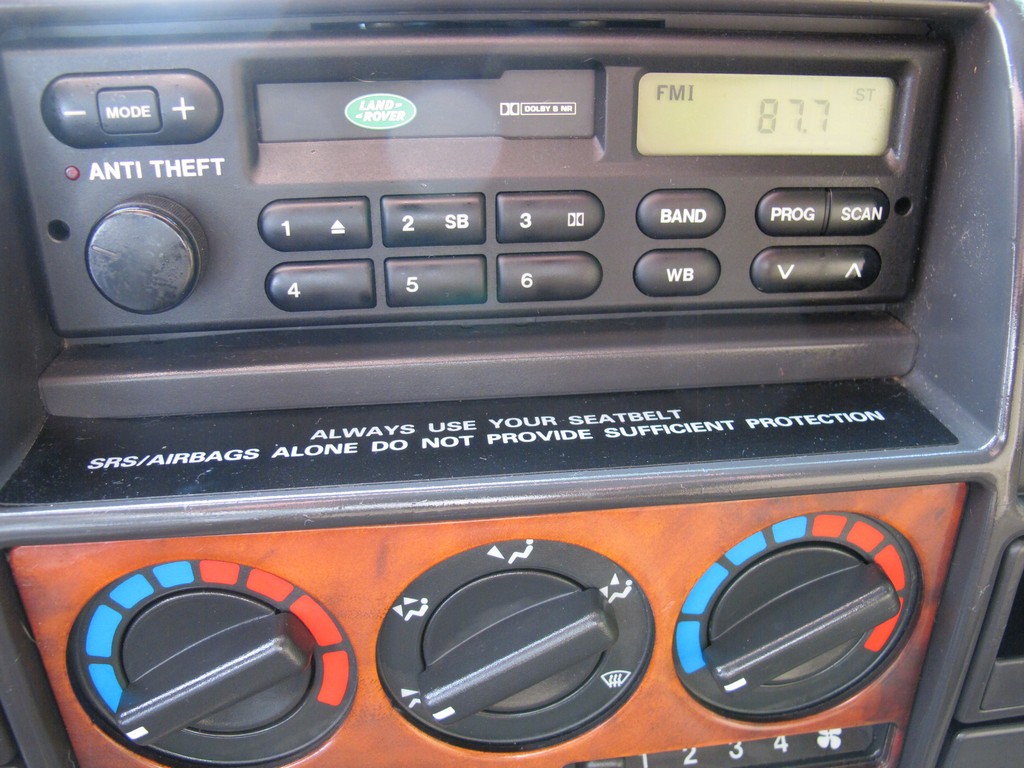 − MODE +
LAND ROVER
DOLBY B NR
FM1
ST
87.7
ANTI THEFT
1
2 SB
3
BAND
PROG
SCAN
4
5
6
WB
ALWAYS USE YOUR SEATBELT
SRS/AIRBAGS ALONE DO NOT PROVIDE SUFFICIENT PROTECTION
2 3 4